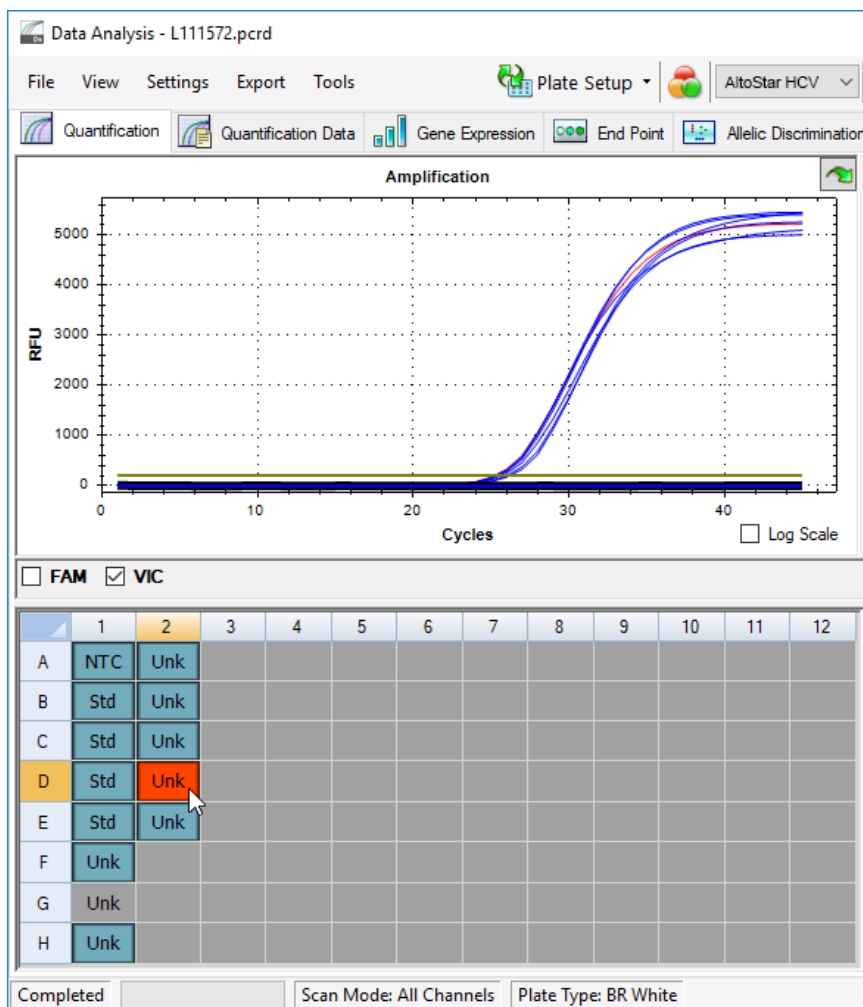 Data Analysis - L111572.pcrd
File View Settings Export Tools Plate Setup AltoStar HCV
Quantification Quantification Data Gene Expression End Point Allelic Discrimination
Amplification
RFU
5000
4000
3000
2000
1000
0
0 10 20 30 40
Cycles
Log Scale
FAM VIC
1 2 3 4 5 6 7 8 9 10 11 12
A NTC Unk
B Std Unk
C Std Unk
D Std Unk
E Std Unk
F Unk
G Unk
H Unk
Completed Scan Mode: All Channels Plate Type: BR White